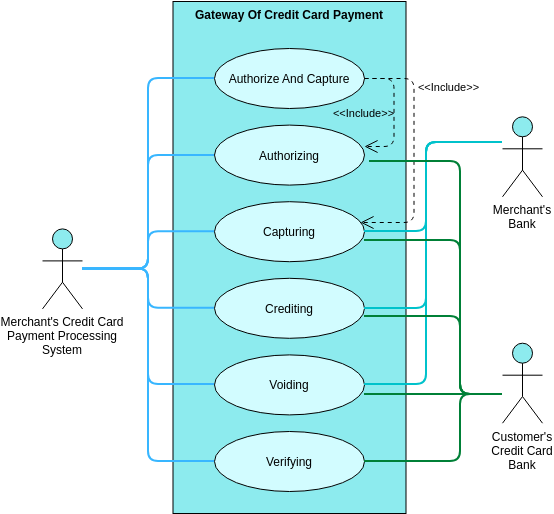 Gateway Of Credit Card Payment
Authorize And Capture
<<Include>>
<<Include>>
Authorizing
Capturing
Crediting
Voiding
Verifying
Merchant's Credit Card
Payment Processing
System
Merchant's
Bank
Customer's
Credit Card
Bank